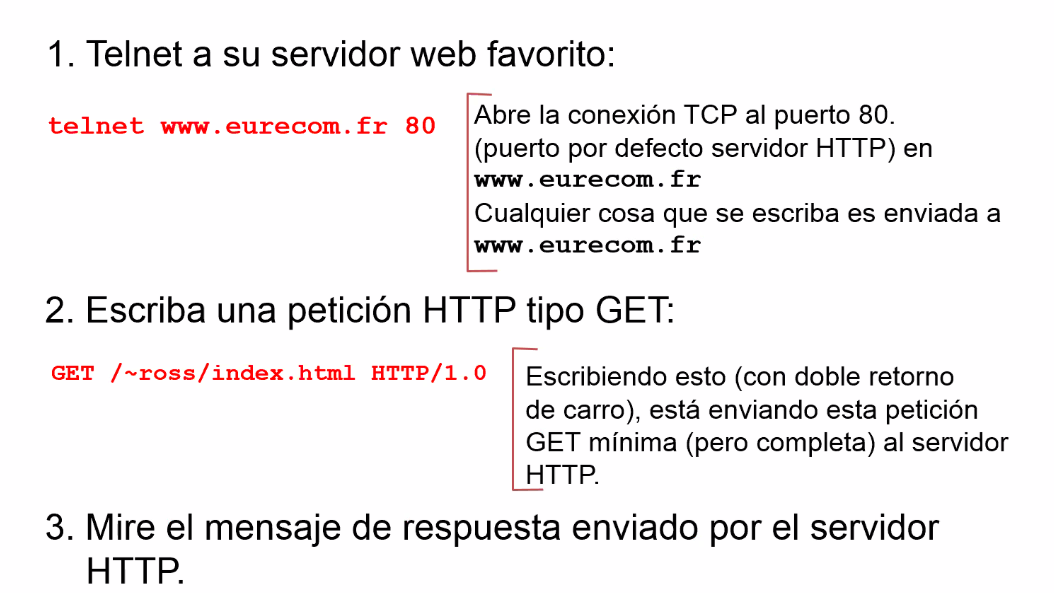 1. Telnet a su servidor web favorito:
telnet www.eurecom.fr 80
Abre la conexión TCP al puerto 80.
(puerto por defecto servidor HTTP) en
www.eurecom.fr
Cualquier cosa que se escriba es enviada a
www.eurecom.fr
2. Escriba una petición HTTP tipo GET:
GET /~ross/index.html HTTP/1.0
Escribiendo esto (con doble retorno
de carro), está enviando esta petición
GET mínima (pero completa) al servidor
HTTP.
3. Mire el mensaje de respuesta enviado por el servidor
HTTP.